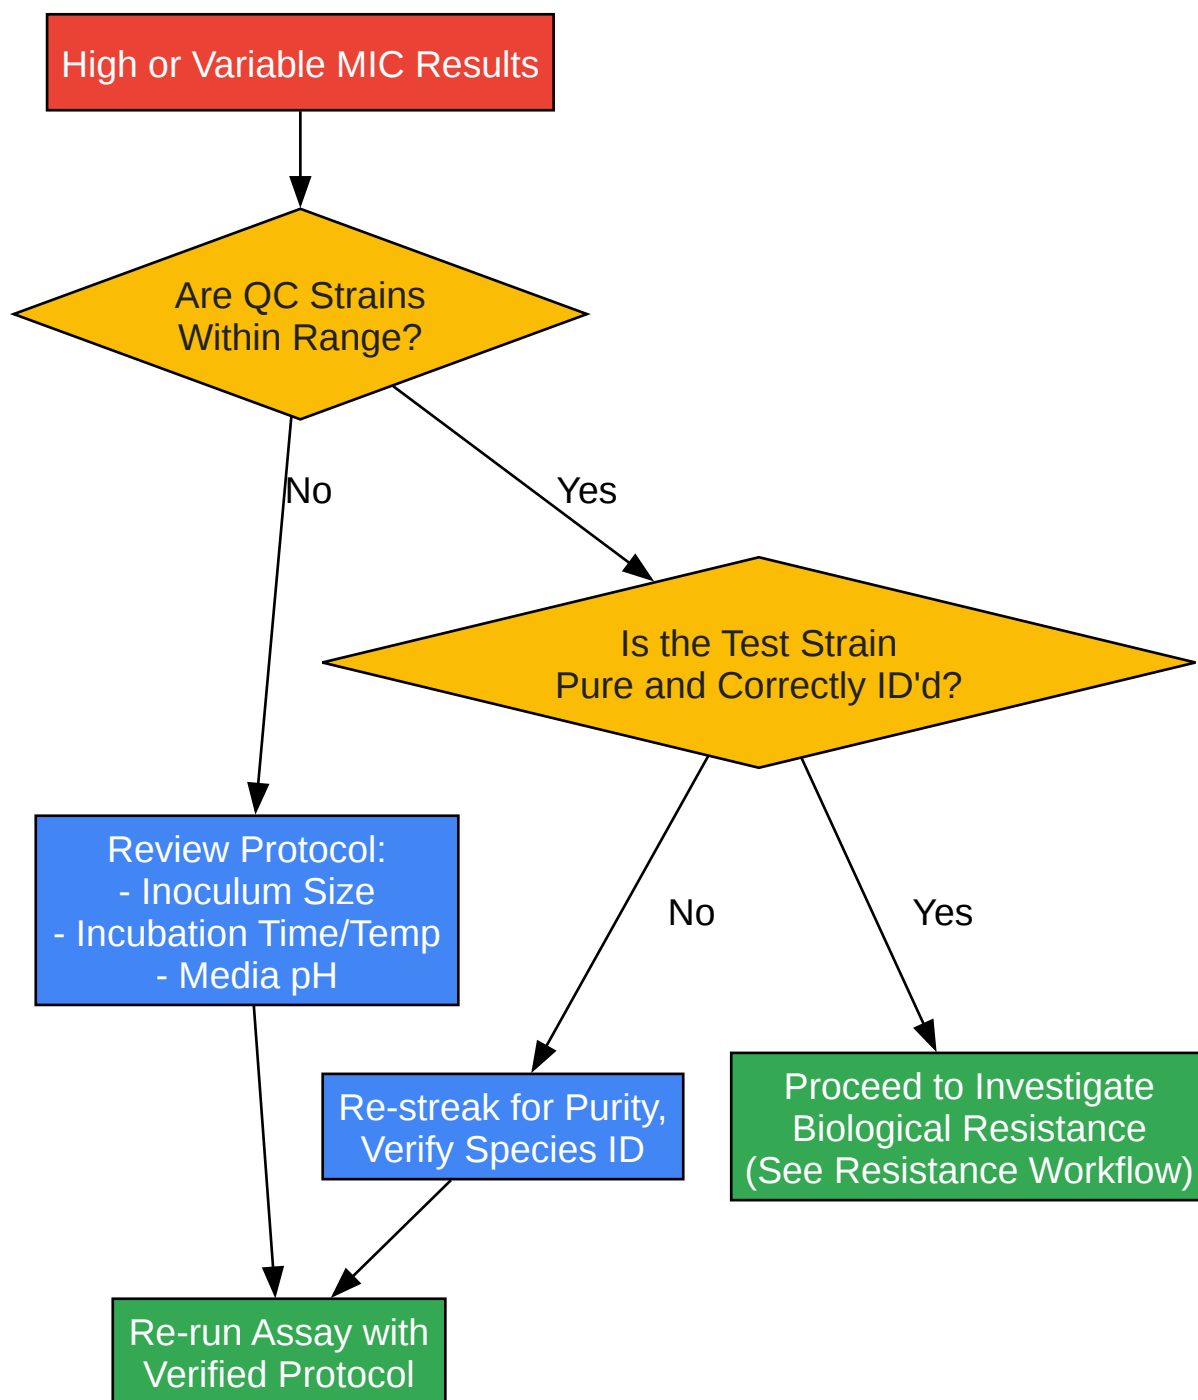 High or Variable MIC Results
Are QC Strains
Within Range?
No
Yes
Is the Test Strain
Pure and Correctly ID'd?
Review Protocol:
- Inoculum Size
- Incubation Time/Temp
- Media pH
No
Yes
Re-streak for Purity,
Verify Species ID
Proceed to Investigate
Biological Resistance
(See Resistance Workflow)
Re-run Assay with
Verified Protocol